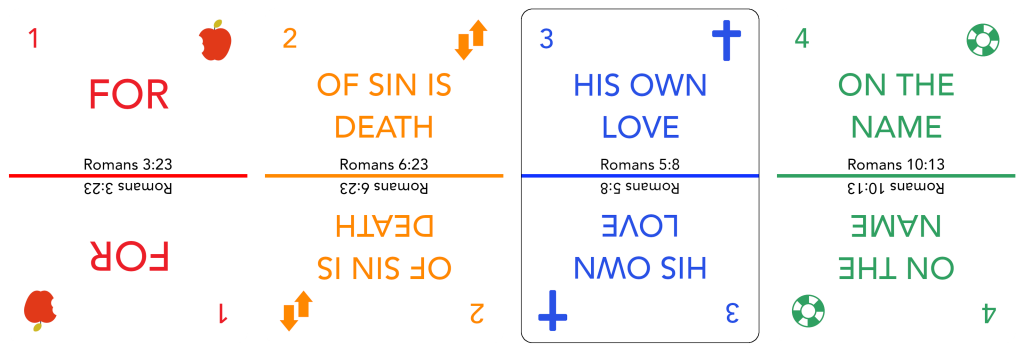 1
FOR
Romans 3:23
Romans 3:23
FOR
1
2
OF SIN IS
DEATH
Romans 6:23
Romans 6:23
DEATH
OF SIN IS
2
3
HIS OWN
LOVE
Romans 5:8
Romans 5:8
LOVE
HIS OWN
3
4
ON THE
NAME
Romans 10:13
Romans 10:13
NAME
ON THE
4